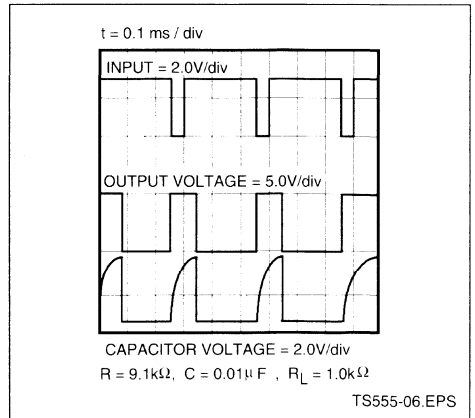 t = 0.1 ms / div
INPUT = 2.0V/div
OUTPUT VOLTAGE = 5.0V/div
CAPACITOR VOLTAGE = 2.0V/div
R = 9.1kΩ, C = 0.01μF , RL = 1.0kΩ
TS555-06.EPS